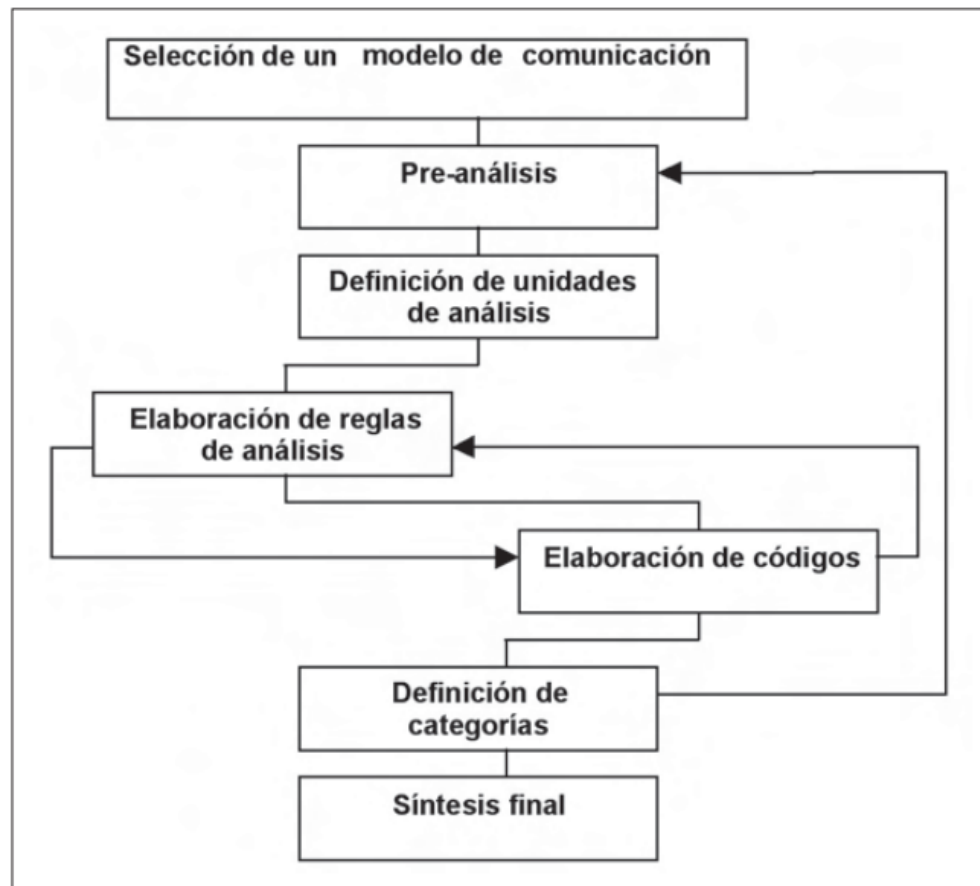 Selección de un modelo de comunicación
Pre-análisis
Definición de unidades
de análisis
Elaboración de reglas
de análisis
Elaboración de códigos
Definición de
categorías
Síntesis final